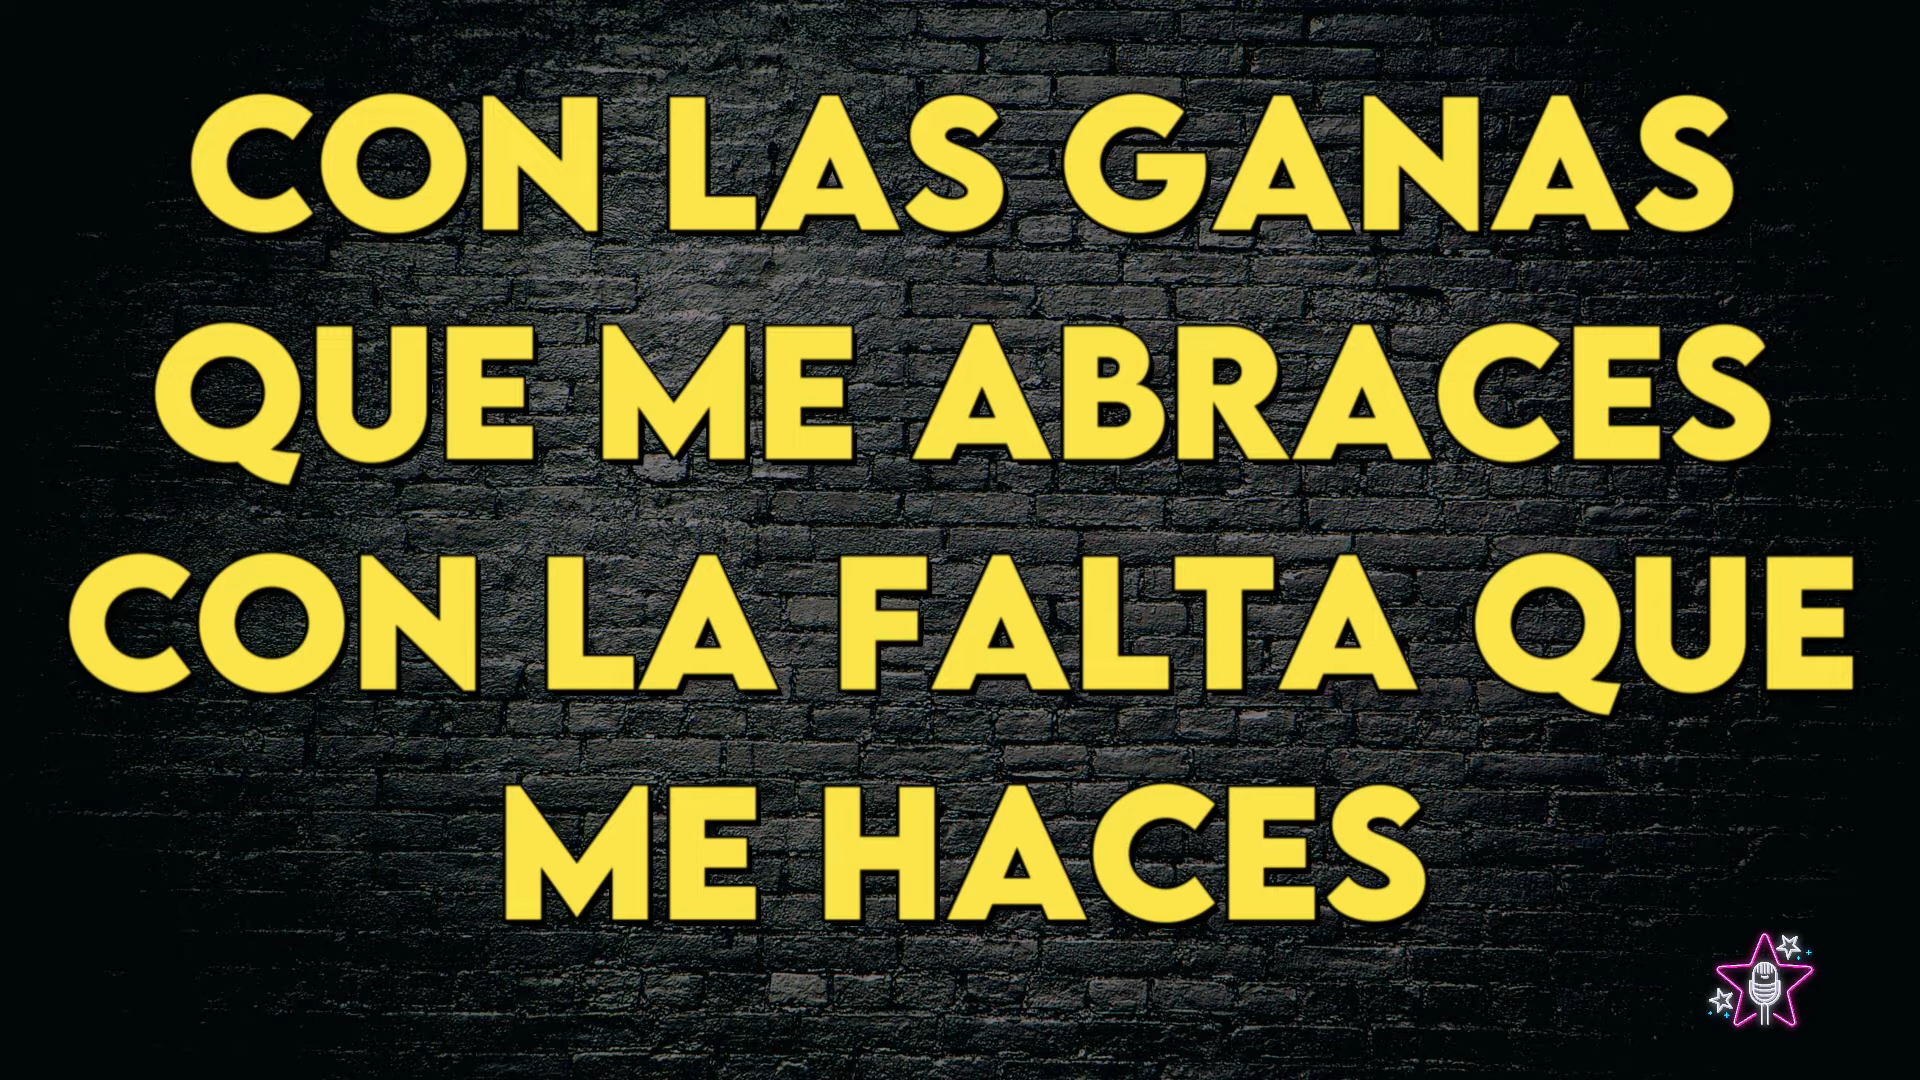 CON LAS GANAS
QUE ME ABRACES
CON LA FALTA QUE
ME HACES